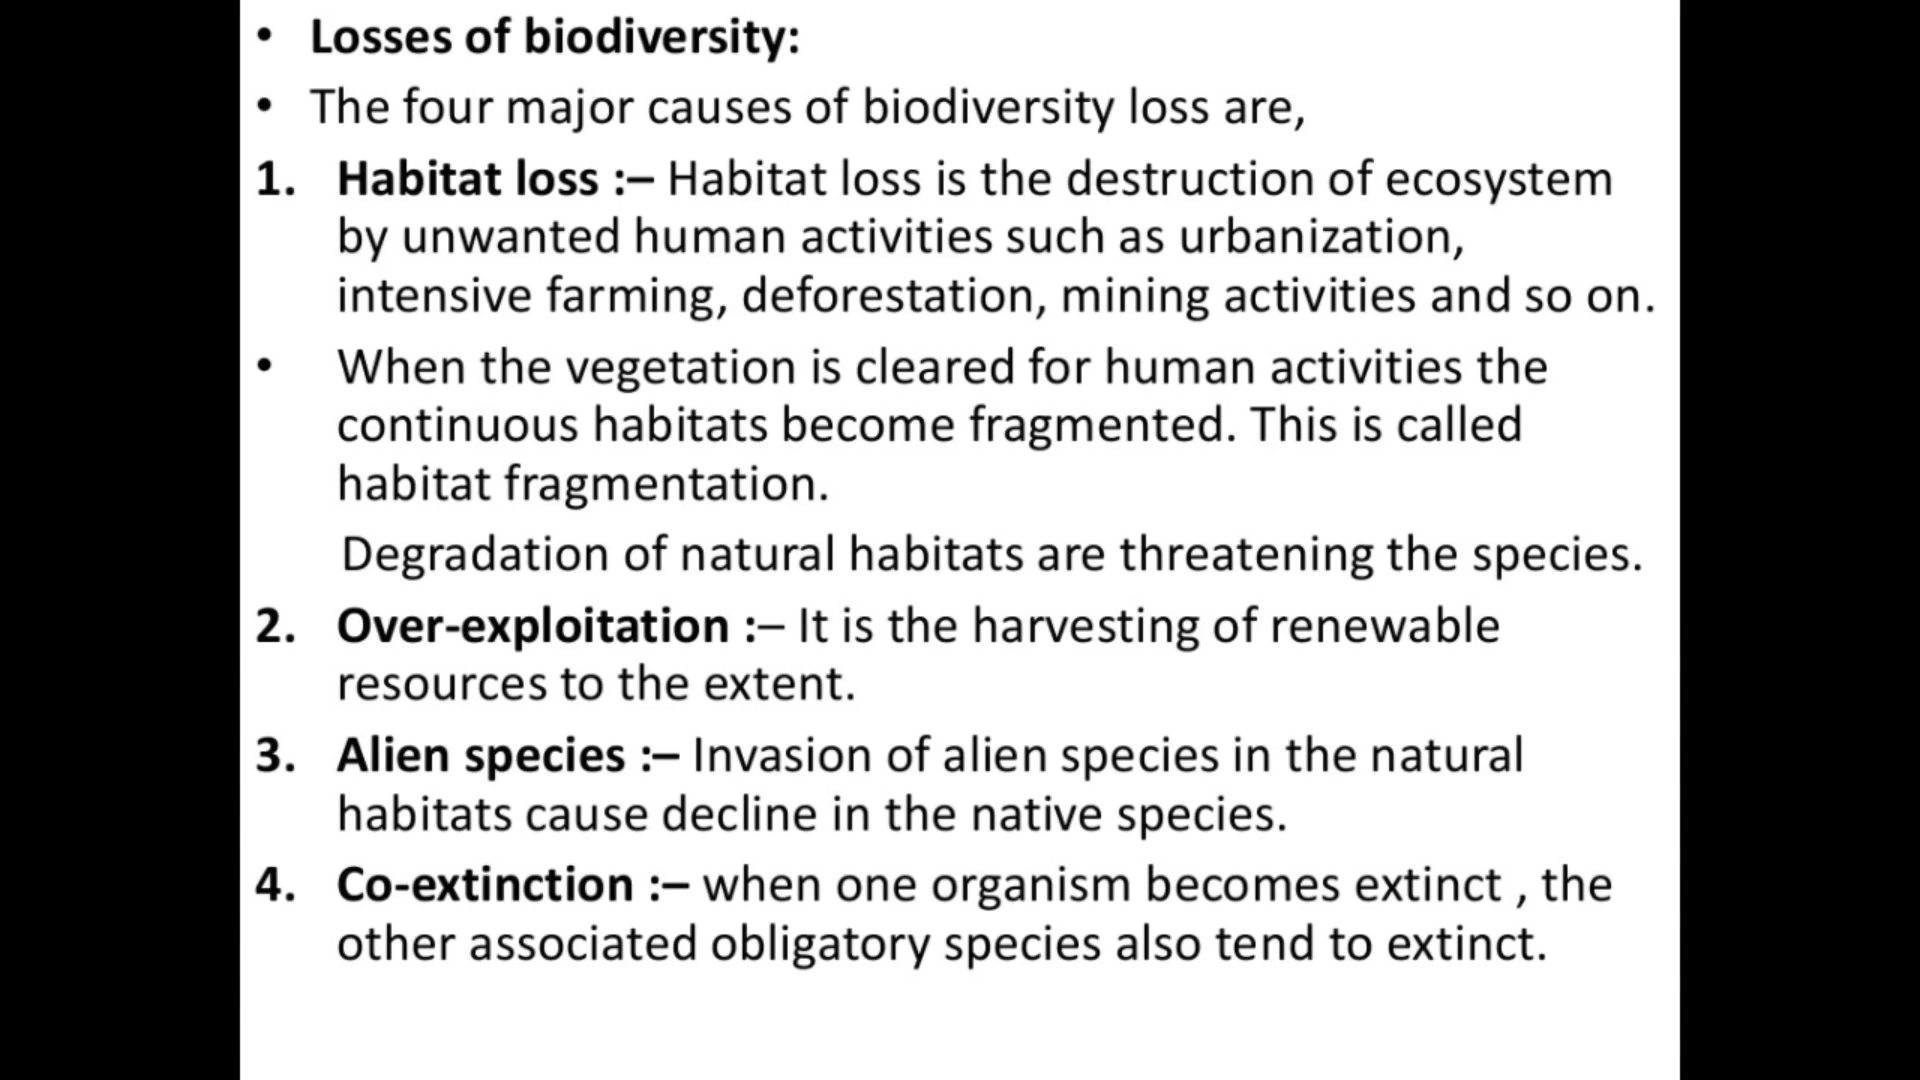 • Losses of biodiversity:
• The four major causes of biodiversity loss are,
1. Habitat loss :– Habitat loss is the destruction of ecosystem
by unwanted human activities such as urbanization,
intensive farming, deforestation, mining activities and so on.
• When the vegetation is cleared for human activities the
continuous habitats become fragmented. This is called
habitat fragmentation.
Degradation of natural habitats are threatening the species.
2. Over-exploitation :– It is the harvesting of renewable
resources to the extent.
3. Alien species :– Invasion of alien species in the natural
habitats cause decline in the native species.
4. Co-extinction :– when one organism becomes extinct , the
other associated obligatory species also tend to extinct.